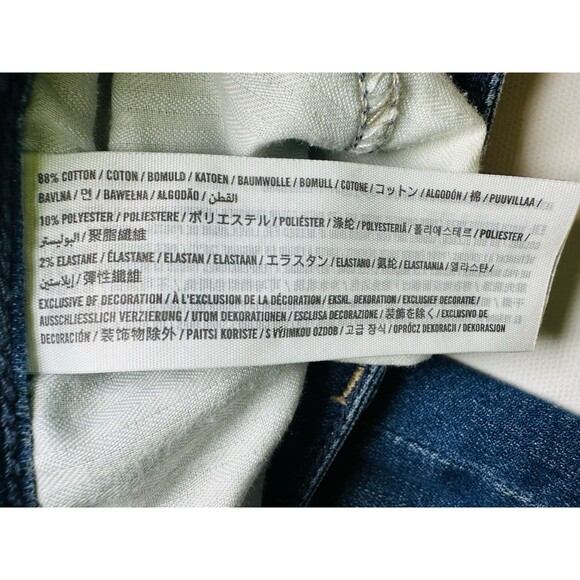 88% COTTON / COTON / BOMULD / KATOEN / BAUMWOLLE / BOMULL / COTONE / コットン / ALGODÓN / 棉 / PUUVILLAA /
BAVLNA / 면 / BAWEŁNA / ALGODÃO / القطن /
10% POLYESTER / POLIESTERE / ポリエステル / POLIÉSTER / 涤纶 / POLYESTERIÄ / 폴리에스테르 / POLIESTER /
البوليستر / 聚脂纖維
2% ELASTANE / ÉLASTANE / ELASTAN / ELASTAAN / エラスタン / ELASTANO / 氨纶 / ELASTAANIA / 엘라스탄 /
إيلاستين / 彈性纖維
EXCLUSIVE OF DECORATION / À L'EXCLUSION DE LA DÉCORATION / EKSKL. DEKORATION / EXCLUSIEF DECORATIE /
AUSSCHLIESSLICH VERZIERUNG / UTOM DEKORATIONEN / ESCLUSA DECORAZIONE / 装飾を除く / EXCLUSIVO DE
DECORACIÓN / 装饰物除外 / PAITSI KORISTE / S VÝJIMKOU OZDOB / 고급 장식 / OPRÓCZ DEKORACJI / DEKORASJON